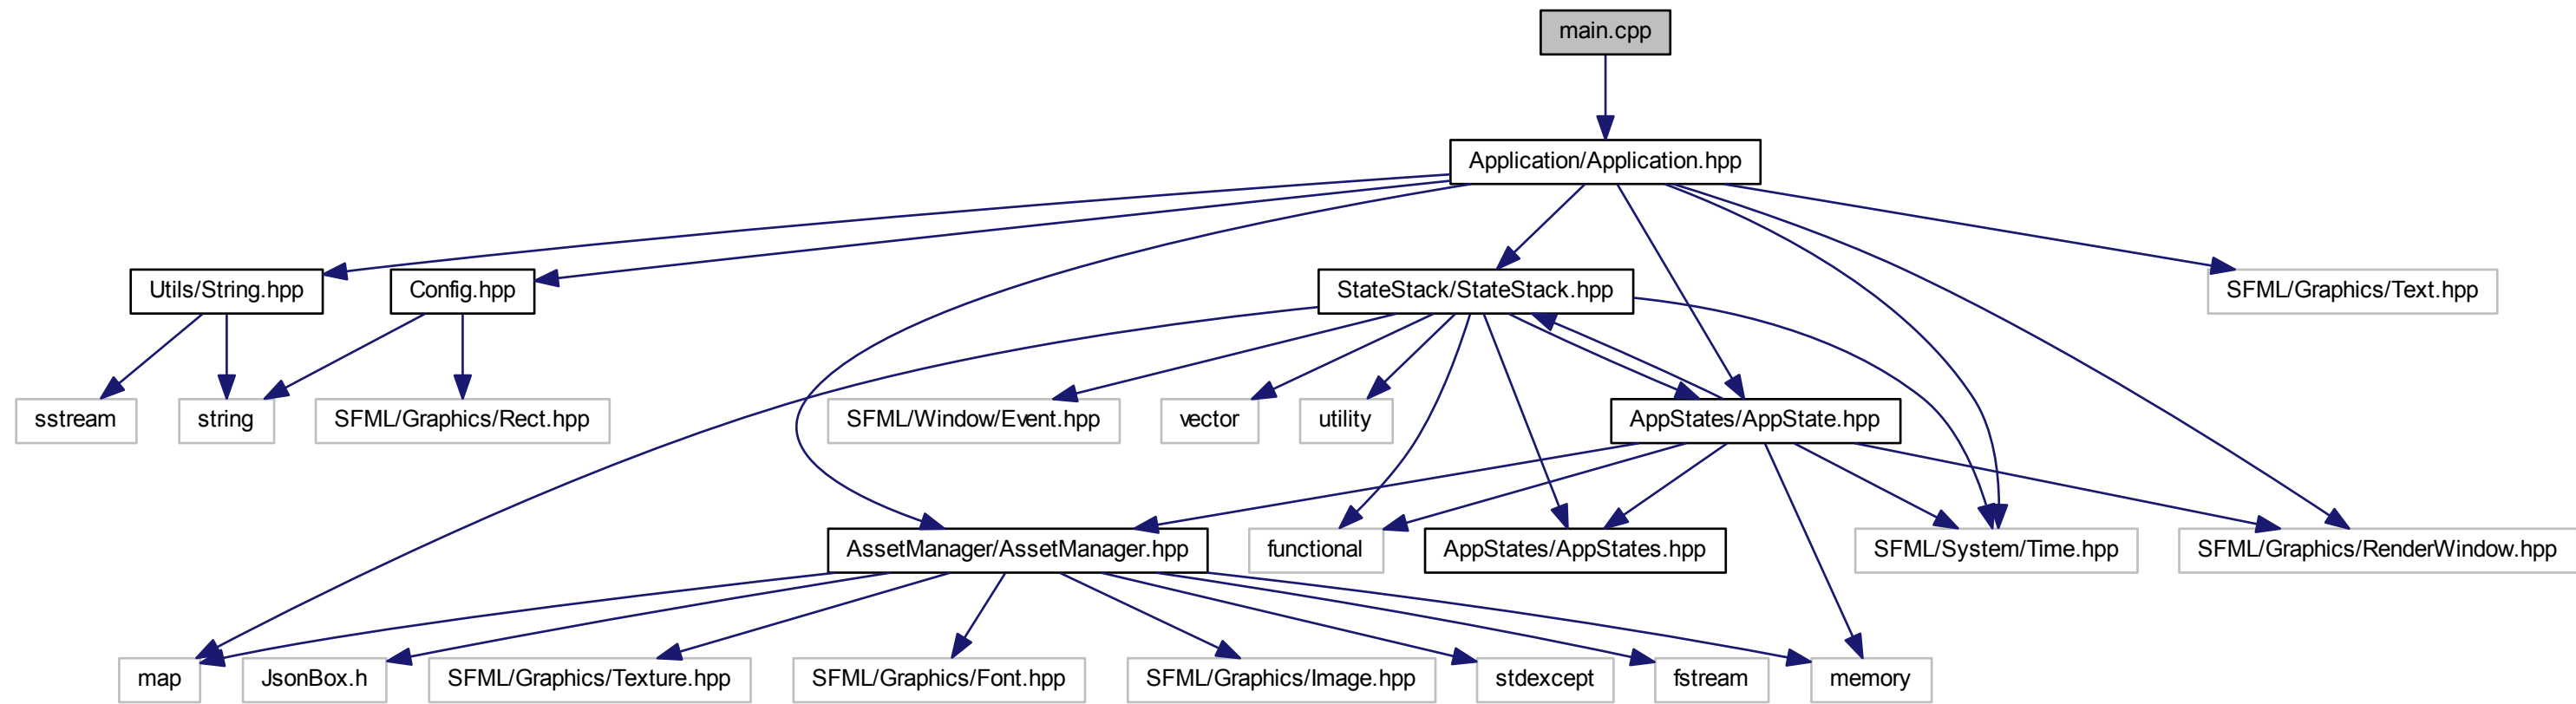 main.cpp
Application/Application.hpp
Utils/String.hpp
Config.hpp
StateStack/StateStack.hpp
SFML/Graphics/Text.hpp
sstream
string
SFML/Graphics/Rect.hpp
SFML/Window/Event.hpp
vector
utility
AppStates/AppState.hpp
AssetManager/AssetManager.hpp
functional
AppStates/AppStates.hpp
SFML/System/Time.hpp
SFML/Graphics/RenderWindow.hpp
map
JsonBox.h
SFML/Graphics/Texture.hpp
SFML/Graphics/Font.hpp
SFML/Graphics/Image.hpp
stdexcept
fstream
memory